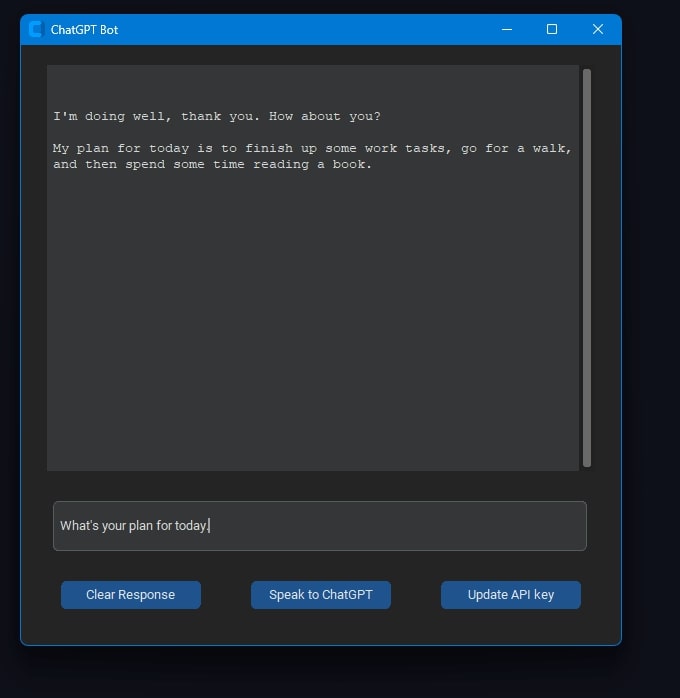 ChatGPT Bot
I'm doing well, thank you. How about you?
My plan for today is to finish up some work tasks, go for a walk,
and then spend some time reading a book.
What's your plan for today.
Clear Response
Speak to ChatGPT
Update API key